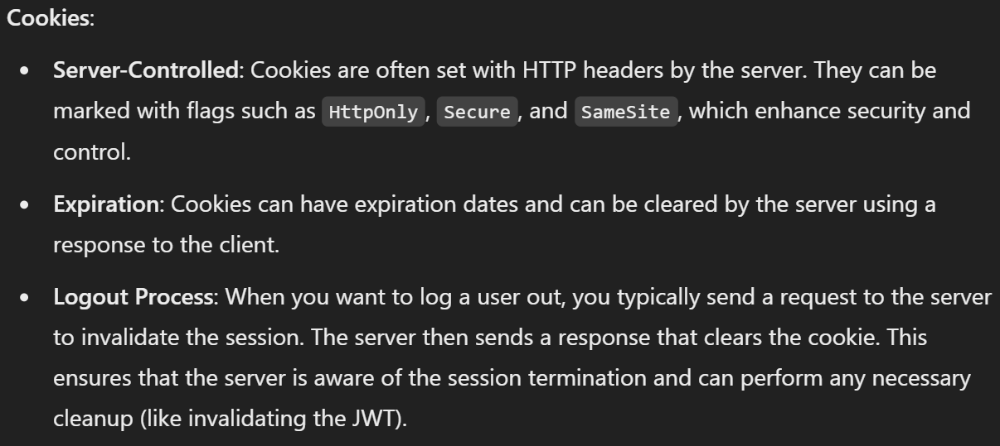 Cookies:
• Server-Controlled: Cookies are often set with HTTP headers by the server. They can be
marked with flags such as HttpOnly, Secure, and SameSite, which enhance security and
control.
• Expiration: Cookies can have expiration dates and can be cleared by the server using a
response to the client.
• Logout Process: When you want to log a user out, you typically send a request to the server
to invalidate the session. The server then sends a response that clears the cookie. This
ensures that the server is aware of the session termination and can perform any necessary
cleanup (like invalidating the JWT).